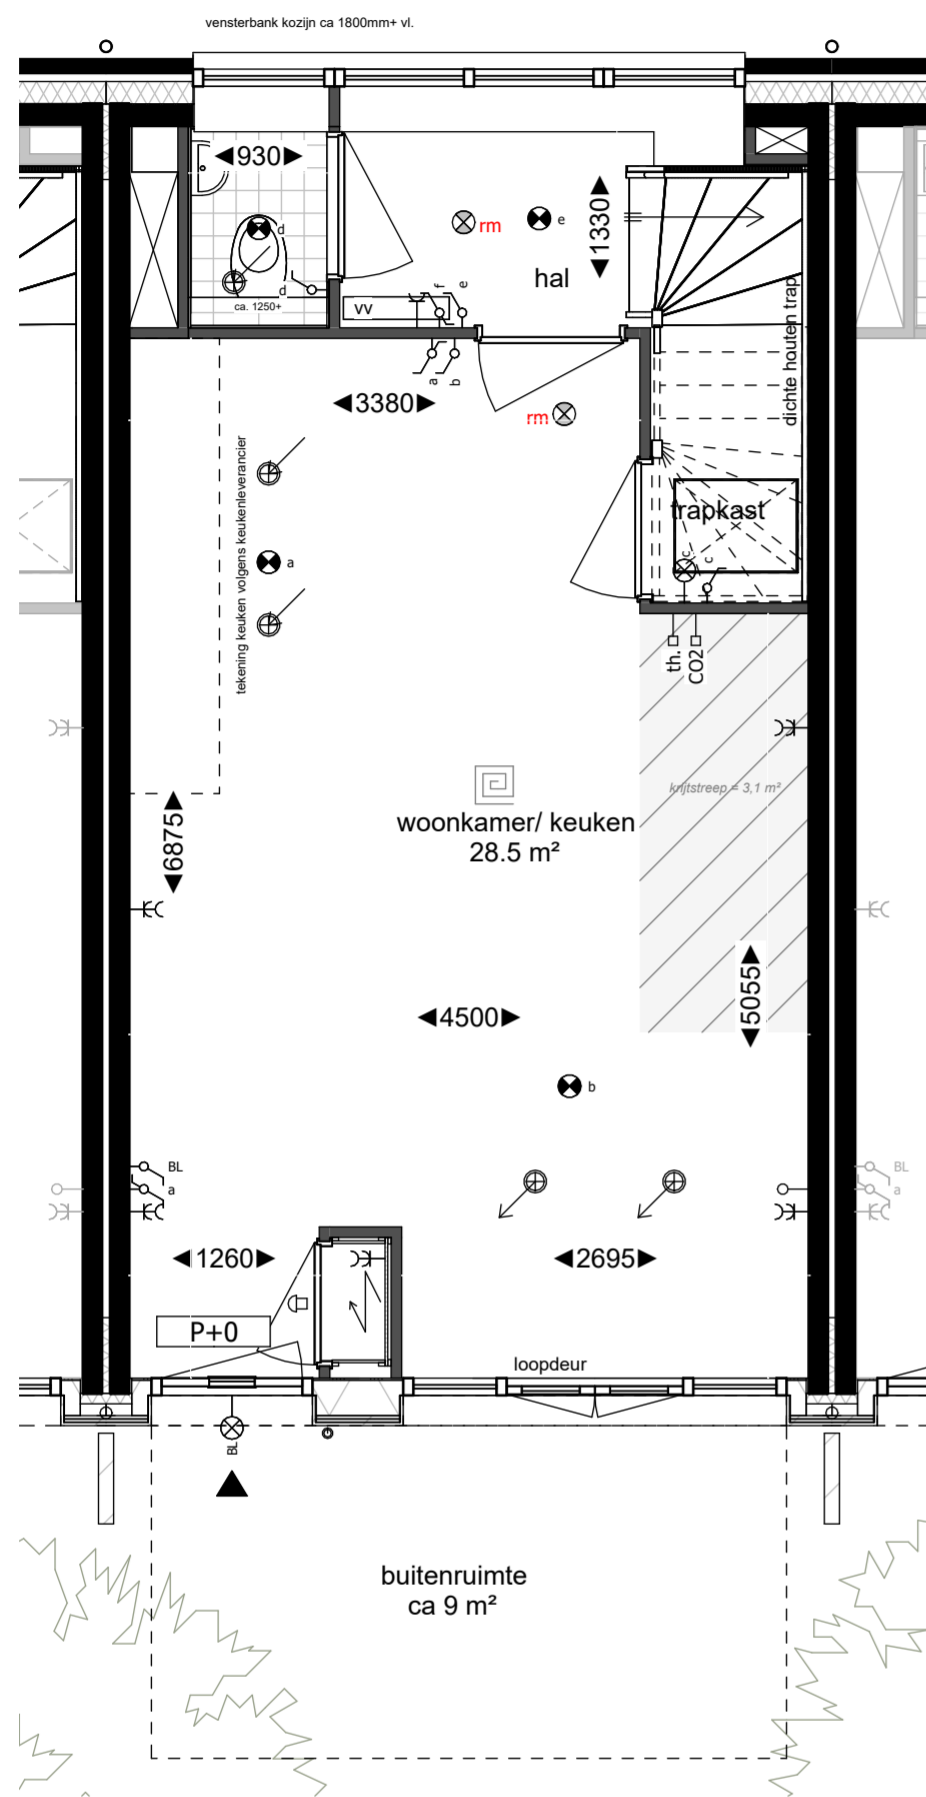 vensterbank kozijn ca 1800mm+ vl.
930
d
d
ca. 1250+
rm
e
1330
hal
vv
f
e
a
b
3380
rm
dichte houten trap
tekening keuken volgens keukenleverancier
a
trapkast
c
c
th.
CO2
krijtstreep = 3,1 m²
woonkamer/ keuken
28.5 m²
6875
5055
4500
b
BL
a
BL
a
1260
2695
P+0
loopdeur
BL
buitenruimte
ca 9 m²